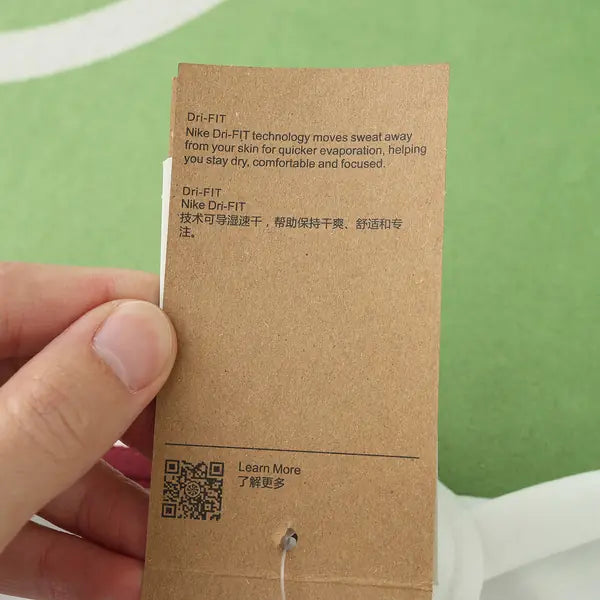 Dri-FIT
Nike Dri-FIT technology moves sweat away
from your skin for quicker evaporation, helping
you stay dry, comfortable and focused.
Dri-FIT
Nike Dri-FIT
技术可导湿速干，帮助保持干爽、舒适和专
注。
Learn More
了解更多